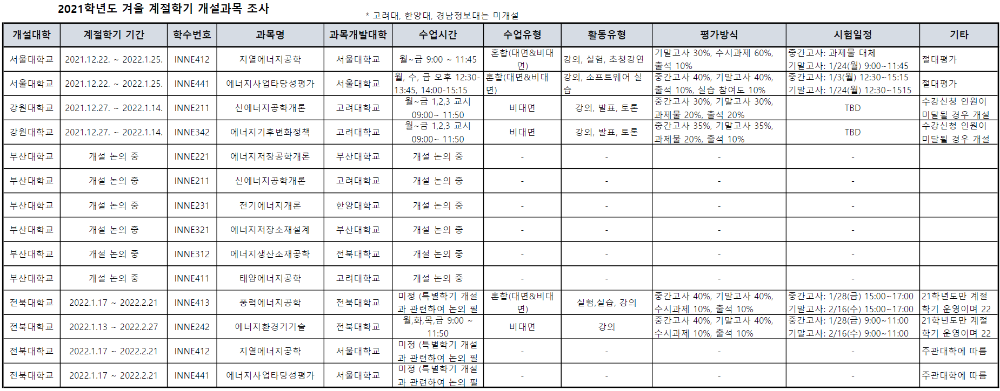 2021학년도 겨울 계절학기 개설과목 조사
* 고려대, 한양대, 경남정보대는 미개설
개설대학 계절학기 기간 학수번호 과목명 과목개발대학 수업시간 수업유형 활동유형 평가방식 시험일정 기타
서울대학교 2021.12.22. ~ 2022.1.25. INNE412 지열에너지공학 서울대학교 월~금 9:00 ~ 11:45 혼합(대면&비대면) 강의, 실험, 초청강연 기말고사 30%, 수시과제 60%, 출석 10% 중간고사: 과제물 대체 기말고사: 1/24(월) 9:00~11:45 절대평가
서울대학교 2021.12.22. ~ 2022.1.25. INNE441 에너지사업타당성평가 서울대학교 월, 수, 금 오후 12:30-13:45, 14:00-15:15 혼합(대면&비대면) 강의, 소프트웨어 실습 중간고사 40%, 기말고사 40%, 출석 10%, 실습 참여도 10% 중간고사: 1/3(월) 12:30~15:15 기말고사: 1/24(월) 12:30~1515 절대평가
강원대학교 2021.12.27. ~ 2022.1.14. INNE211 신에너지공학개론 고려대학교 월~금 1,2,3 교시 09:00~ 11:50 비대면 강의, 발표, 토론 중간고사 30%, 기말고사 30%, 과제물 20%, 출석 20% TBD 수강신청 인원이 미달될 경우 개설
강원대학교 2021.12.27. ~ 2022.1.14. INNE342 에너지기후변화정책 고려대학교 월~금 1,2,3 교시 09:00~ 11:50 비대면 강의, 발표, 토론 중간고사 35%, 기말고사 35%, 과제물 20%, 출석 10% TBD 수강신청 인원이 미달될 경우 개설
부산대학교 개설 논의 중 INNE221 에너지저장공학개론 부산대학교 개설 논의 중 - - - -
부산대학교 개설 논의 중 INNE211 신에너지공학개론 고려대학교 개설 논의 중 - - - -
부산대학교 개설 논의 중 INNE231 전기에너지개론 한양대학교 개설 논의 중 - - - -
부산대학교 개설 논의 중 INNE321 에너지저장소재설계 부산대학교 개설 논의 중 - - - -
부산대학교 개설 논의 중 INNE312 에너지생산소재공학 전북대학교 개설 논의 중 - - - -
부산대학교 개설 논의 중 INNE411 태양에너지공학 고려대학교 개설 논의 중 - - - -
전북대학교 2022.1.17 ~ 2022.2.21 INNE413 풍력에너지공학 전북대학교 미정 (특별학기 개설과 관련하여 논의 필 혼합(대면&비대면) 실험,실습, 강의 중간고사 40%, 기말고사 40%, 수시과제 10%, 출석 10% 중간고사: 1/28(금) 15:00~17:00 기말고사: 2/16(수) 15:00~17:00 21학년도만 계절학기 운영이며 22
전북대학교 2022.1.13 ~ 2022.2.27 INNE242 에너지환경기기술 전북대학교 월,화,목,금 9:00 ~ 11:50 비대면 강의 중간고사 40%, 기말고사 40%, 수시과제 10%, 출석 10% 중간고사: 1/28(금) 9:00~11:00 기말고사: 2/16(수) 9:00~11:00 21학년도만 계절학기 운영이며 22
전북대학교 2022.1.17 ~ 2022.2.21 INNE412 지열에너지공학 서울대학교 미정 (특별학기 개설과 관련하여 논의 필 - - - - 주관대학에 따름
전북대학교 2022.1.17 ~ 2022.2.21 INNE441 에너지사업타당성평가 서울대학교 미정 (특별학기 개설과 관련하여 논의 필 - - - - 주관대학에 따름